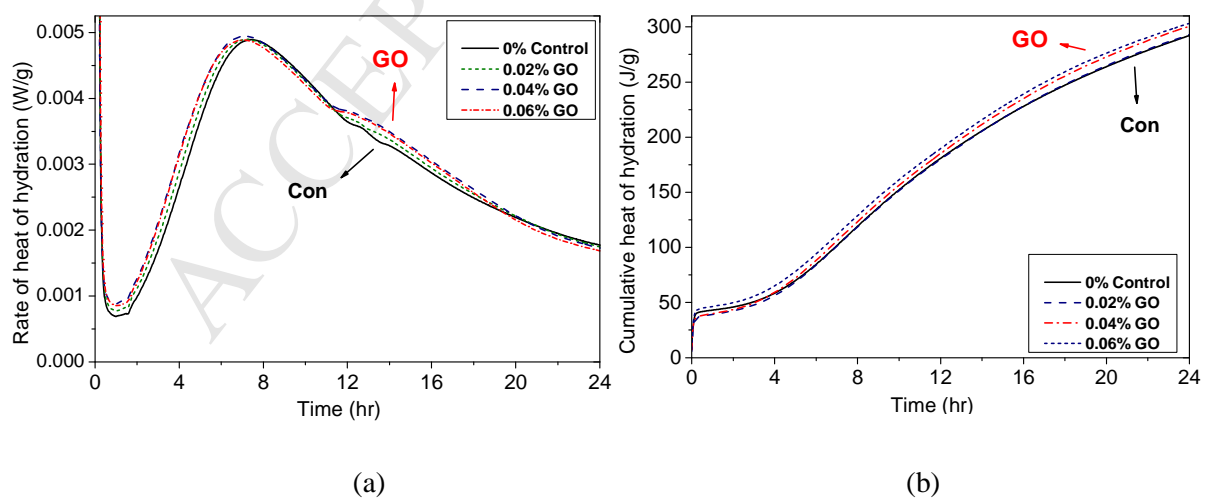 ACCEP
Rate of heat of hydration (W/g)
0.005
0.004
0.003
0.002
0.001
0.000
0% Control
0.02% GO
0.04% GO
0.06% GO
GO
Con
0 4 8 12 16 20 24
Time (hr)
(a)
Cumulative heat of hydration (J/g)
300
250
200
150
100
50
0
GO
Con
0% Control
0.02% GO
0.04% GO
0.06% GO
0 4 8 12 16 20 24
Time (hr)
(b)